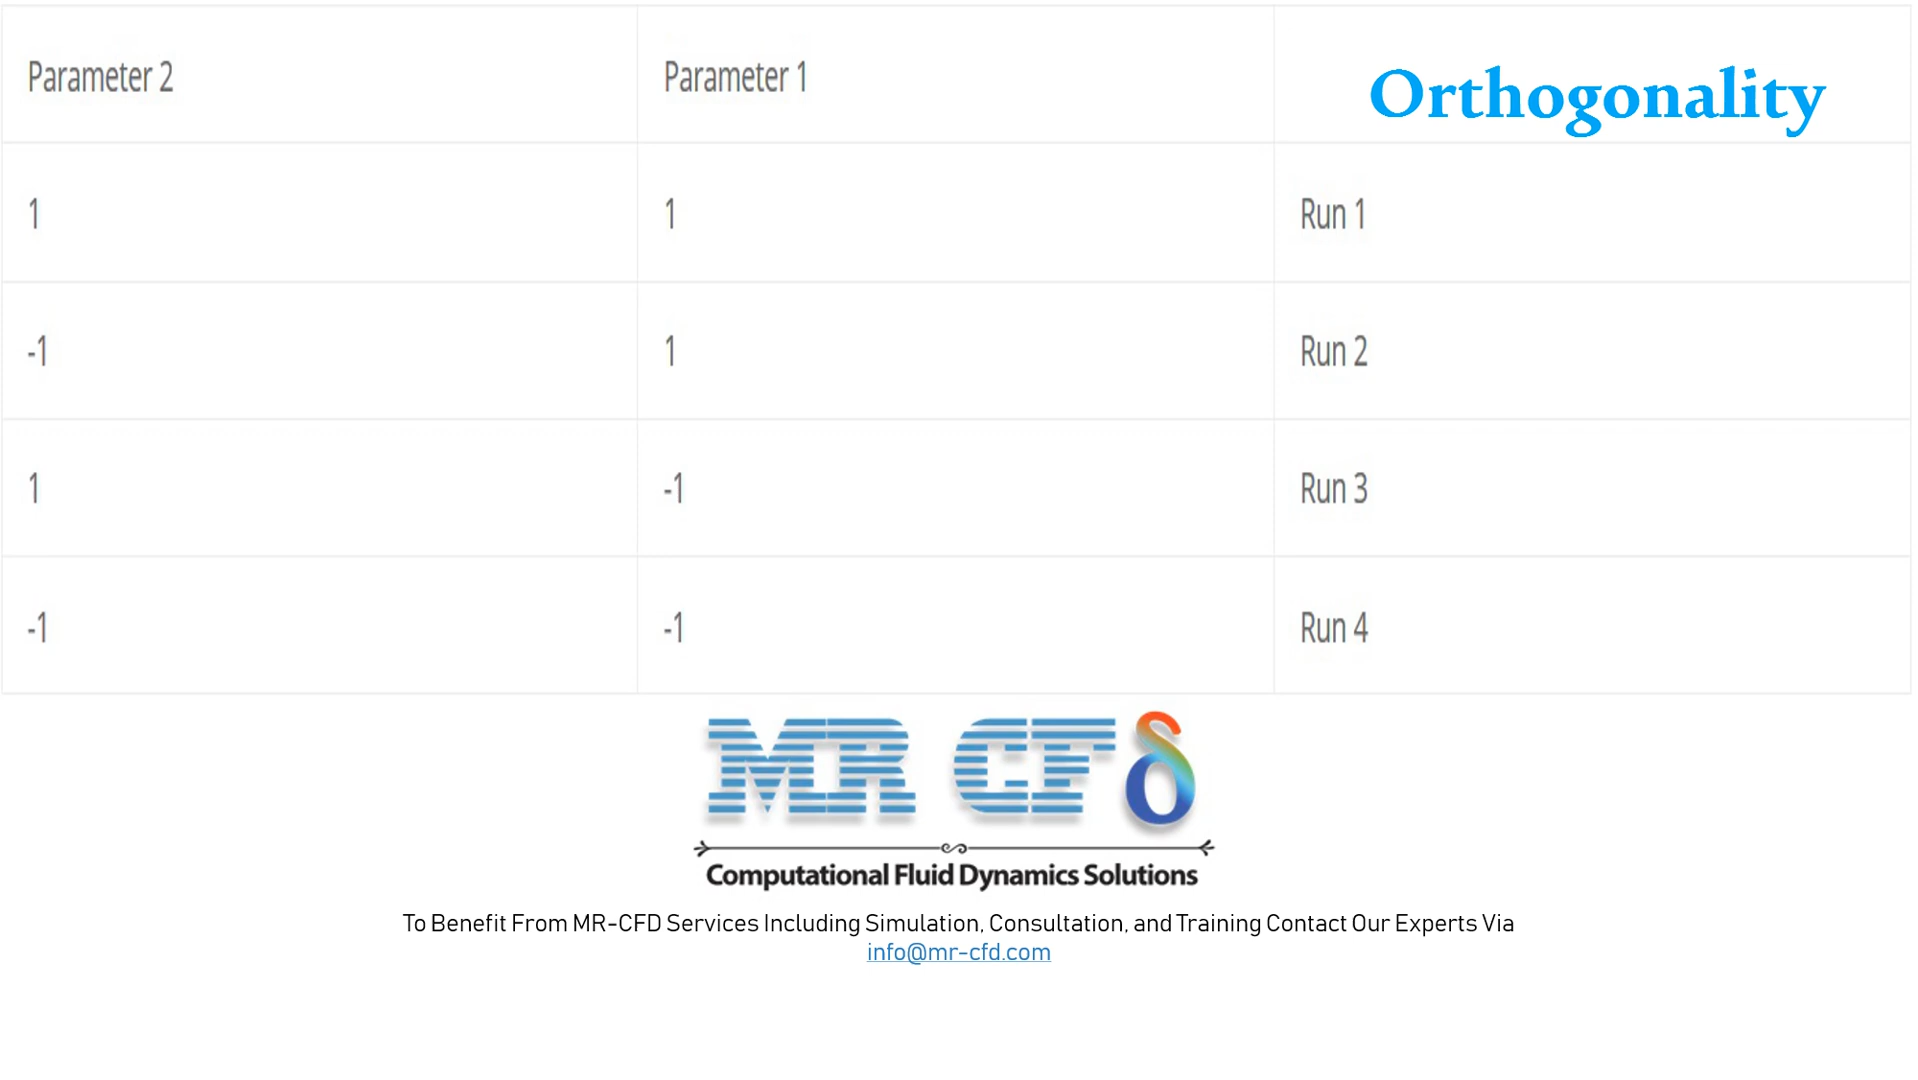 Parameter 2 Parameter 1 Orthogonality
1 1 Run 1
-1 1 Run 2
1 -1 Run 3
-1 -1 Run 4
MR CFδ
Computational Fluid Dynamics Solutions
To Benefit From MR-CFD Services Including Simulation, Consultation, and Training Contact Our Experts Via
info@mr-cfd.com